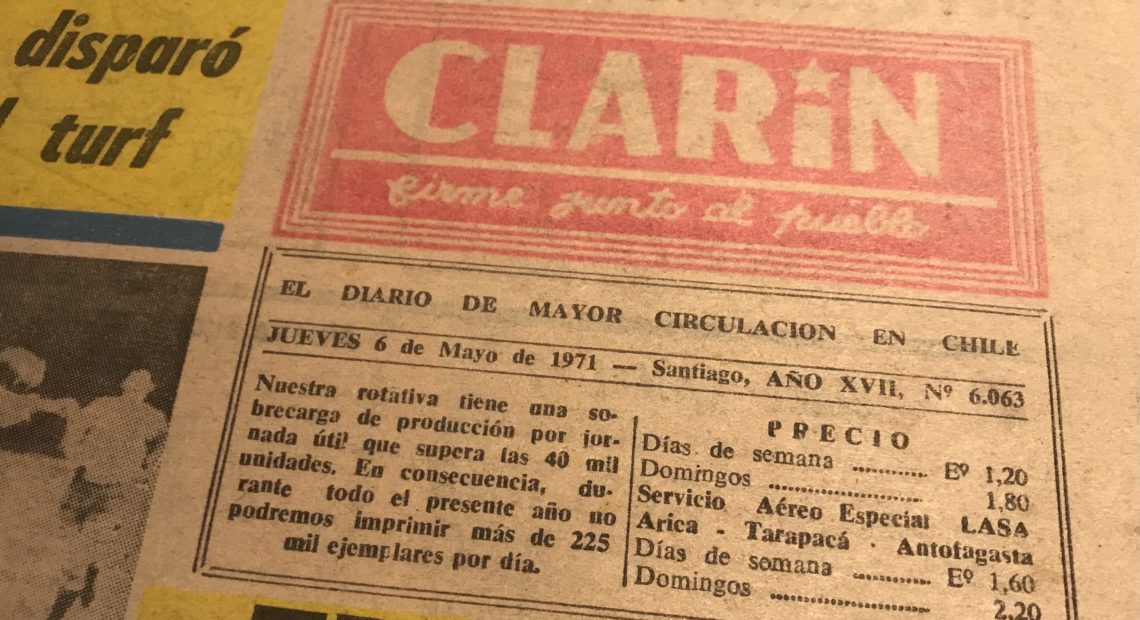 disparó
turf
CLARiN
firme junto al pueblo
EL DIARIO DE MAYOR CIRCULACION EN CHILE
JUEVES 6 de Mayo de 1971 — Santiago, AÑO XVII, Nº 6.063
Nuestra rotativa tiene una so-
brecarga de producción por jor-
nada útil que supera las 40 mil
unidades. En consecuencia, du-
rante todo el presente año no
podremos imprimir más de 225
mil ejemplares por día.
PRECIO
Días de semana ............ Eº 1,20
Domingos ........................ 1,80
Servicio Aéreo Especial LASA
Arica - Tarapacá - Antofagasta
Días de somana ............ Eº 1,60
Domingos ........................ 2,20